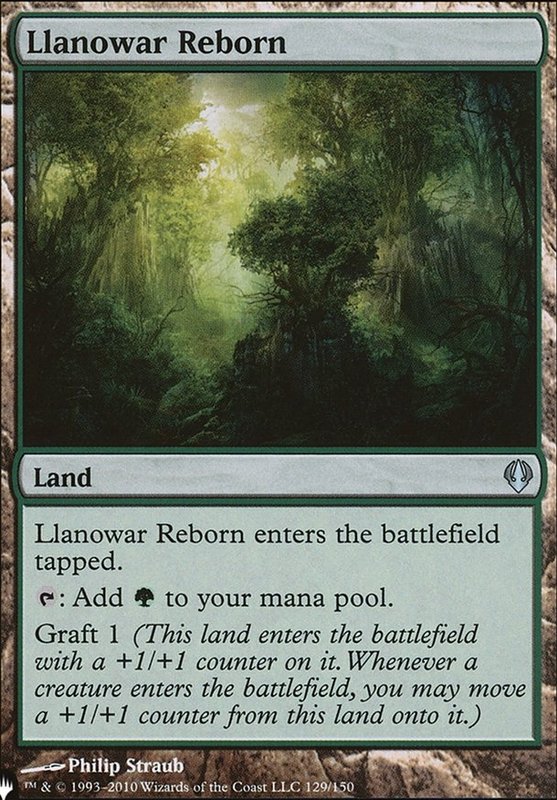 Llanowar Reborn
Land
Llanowar Reborn enters the battlefield
tapped.
: Add to your mana pool.
Graft 1 (This land enters the battlefield
with a +1/+1 counter on it. Whenever a
creature enters the battlefield, you may move
a +1/+1 counter from this land onto it.)
Philip Straub
™ & © 1993–2010 Wizards of the Coast LLC 129/150